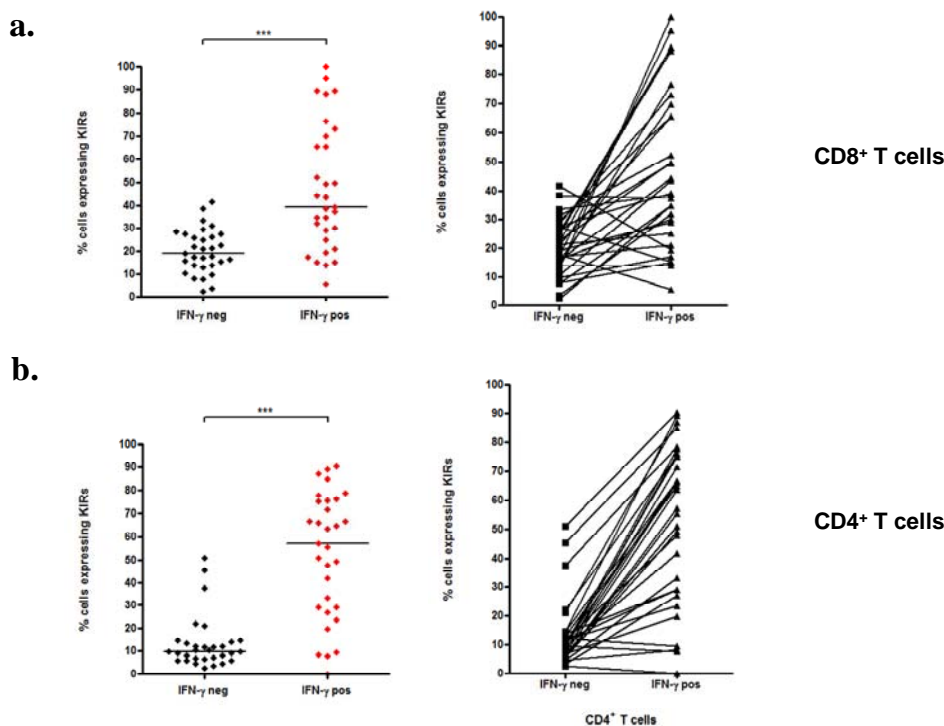 a.
***
% cells expressing KIRs
100
90
80
70
60
50
40
30
20
10
0
IFN-γ neg
IFN-γ pos
% cells expressing KIRs
100
90
80
70
60
50
40
30
20
10
0
IFN-γ neg
IFN-γ pos
CD8⁺ T cells
b.
***
% cells expressing KIRs
100
90
80
70
60
50
40
30
20
10
0
IFN-γ neg
IFN-γ pos
% cells expressing KIRs
100
90
80
70
60
50
40
30
20
10
0
IFN-γ neg
IFN-γ pos
CD4⁺ T cells
CD4⁺ T cells